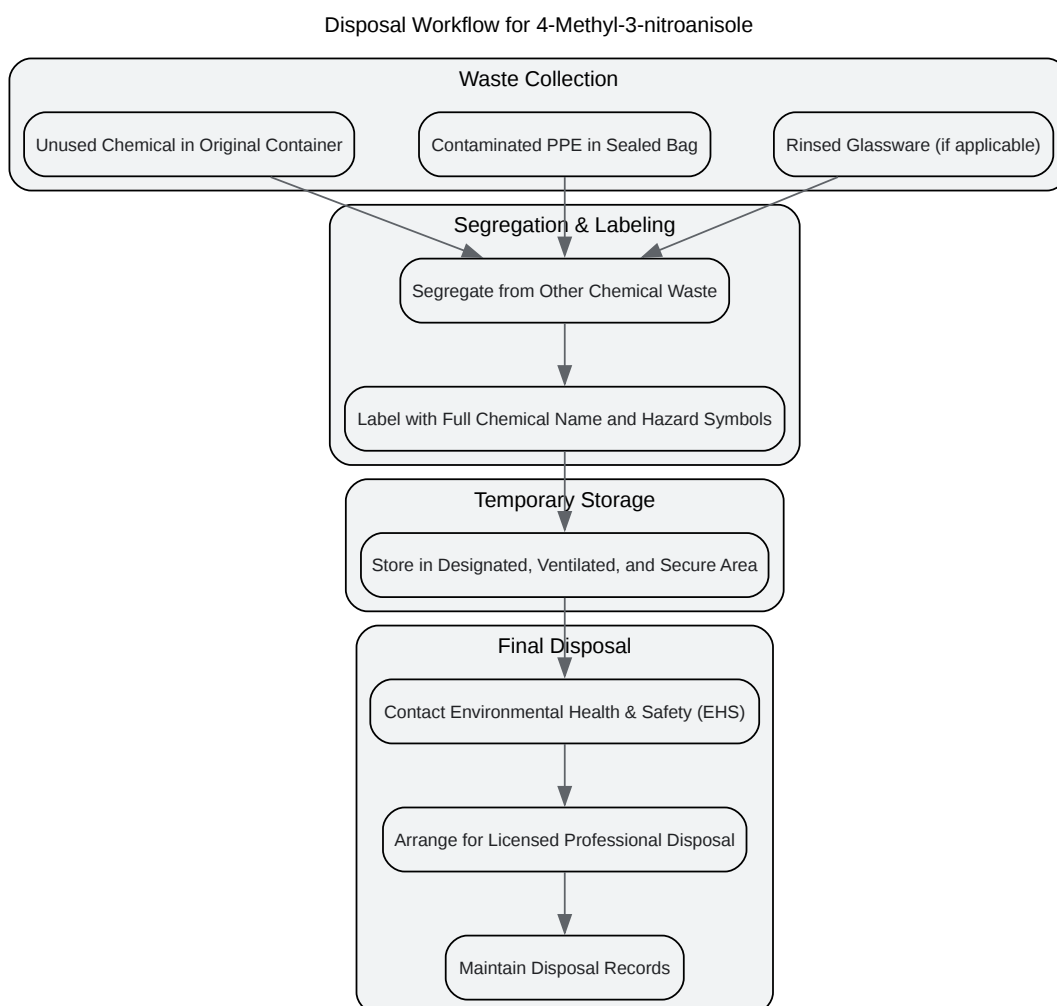 Disposal Workflow for 4-Methyl-3-nitroanisole
Waste Collection
Unused Chemical in Original Container
Contaminated PPE in Sealed Bag
Rinsed Glassware (if applicable)
Segregation & Labeling
Segregate from Other Chemical Waste
Label with Full Chemical Name and Hazard Symbols
Temporary Storage
Store in Designated, Ventilated, and Secure Area
Final Disposal
Contact Environmental Health & Safety (EHS)
Arrange for Licensed Professional Disposal
Maintain Disposal Records